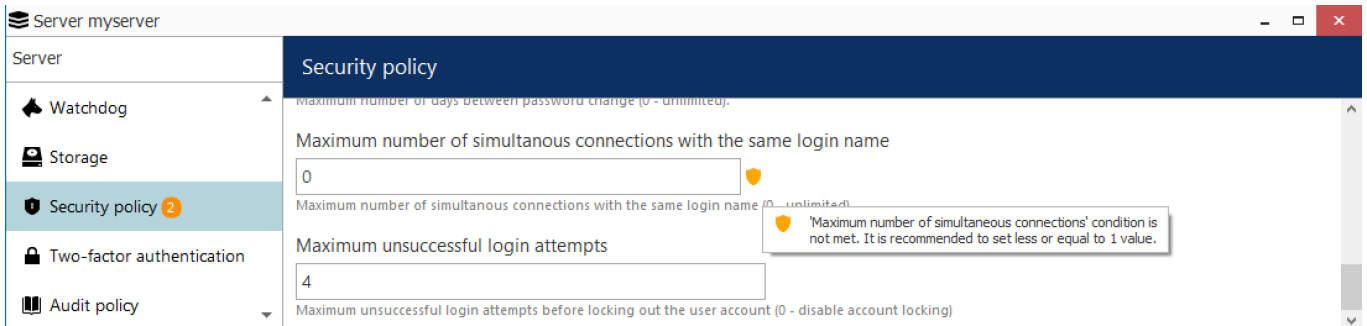 Server myserver
Server
Security policy
Watchdog
Storage
Security policy 2
Two-factor authentication
Audit policy
Maximum number of days between password change (0 - unlimited).
Maximum number of simultanous connections with the same login name
0
Maximum number of simultanous connections with the same login name (0 - unlimited)
'Maximum number of simultaneous connections' condition is
not met. It is recommended to set less or equal to 1 value.
Maximum unsuccessful login attempts
4
Maximum unsuccessful login attempts before locking out the user account (0 - disable account locking)